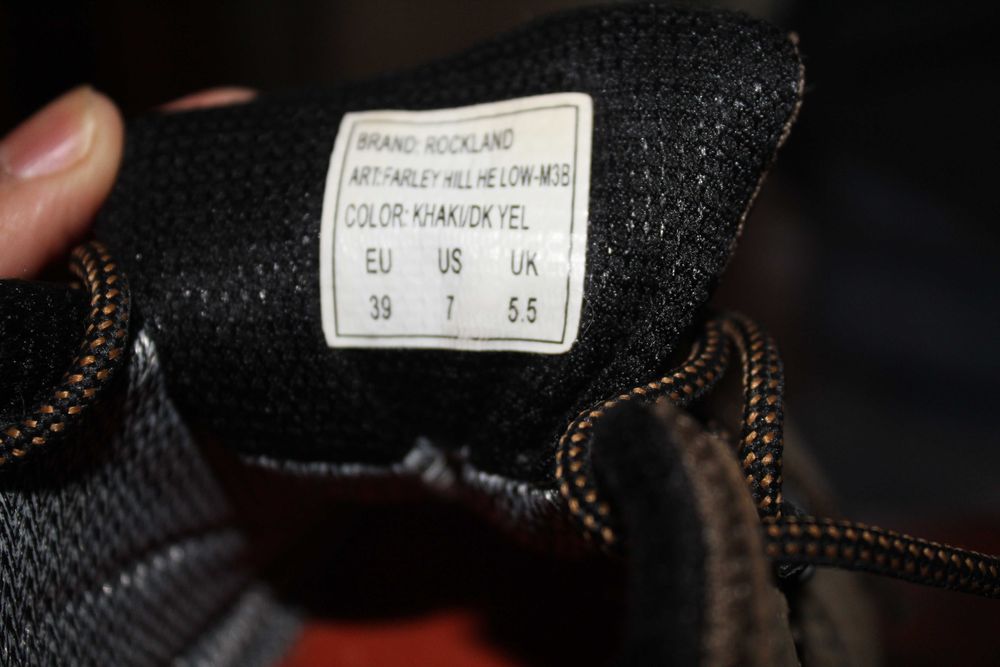 BRAND: ROCKLAND
ART:FARLEY HILL HE LOW-M3B
COLOR: KHAKI/DK YEL
EU US UK
39 7 5.5